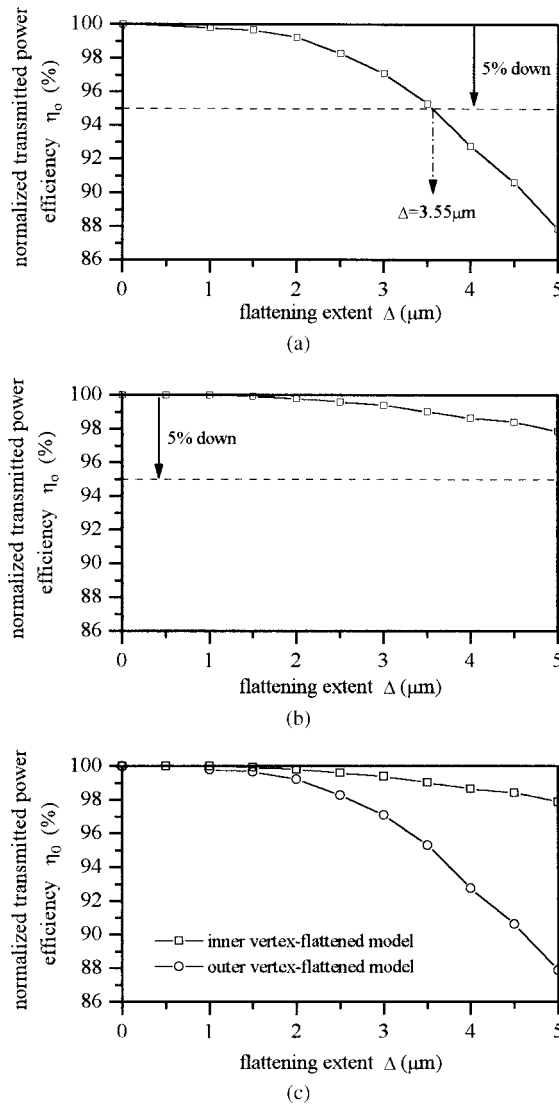 normalized transmitted power
efficiency ηo (%)
100
98
96
94
92
90
88
86
5% down
Δ=3.55μm
0 1 2 3 4 5
flattening extent Δ (μm)
(a)
normalized transmitted power
efficiency ηo (%)
100
98
96
94
92
90
88
86
5% down
0 1 2 3 4 5
flattening extent Δ (μm)
(b)
normalized transmitted power
efficiency η0 (%)
100
98
96
94
92
90
88
86
inner vertex-flattened model
outer vertex-flattened model
0 1 2 3 4 5
flattening extent Δ (μm)
(c)